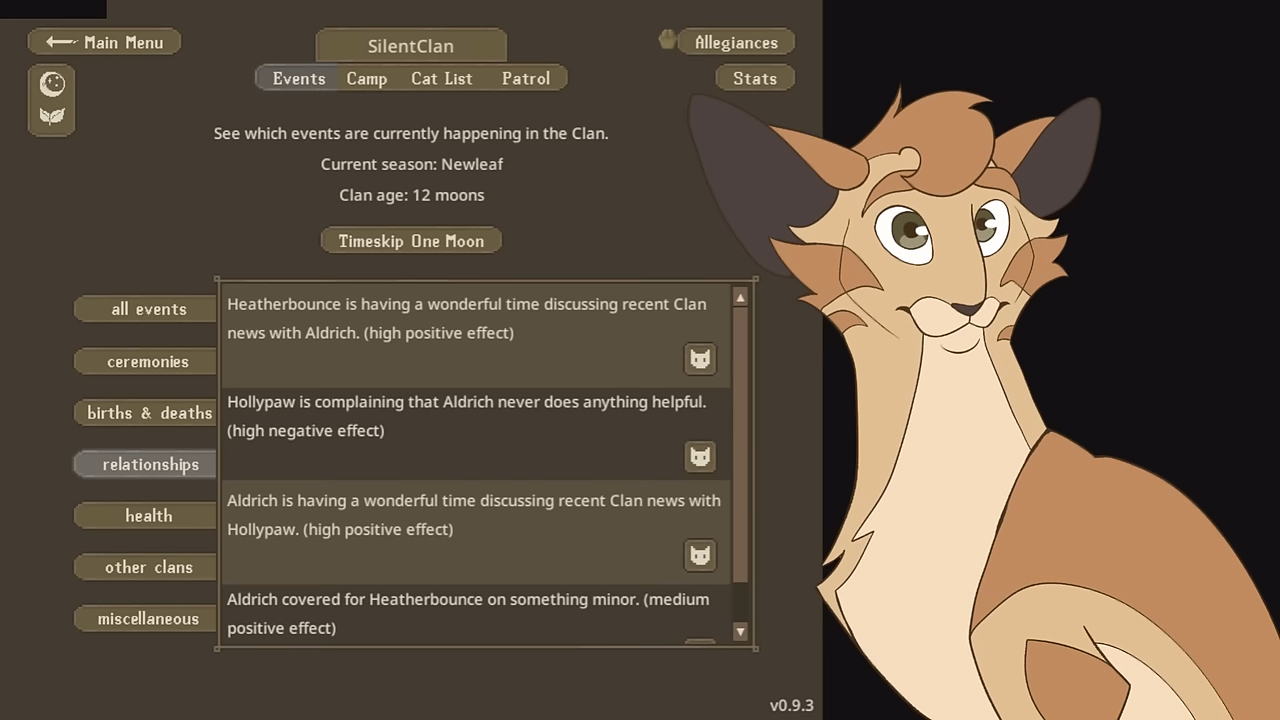 Main Menu
SilentClan
Allegiances
Events Camp Cat List Patrol
Stats
See which events are currently happening in the Clan.
Current season: Newleaf
Clan age: 12 moons
Timeskip One Moon
all events
ceremonies
births & deaths
relationships
health
other clans
miscellaneous
Heatherbounce is having a wonderful time discussing recent Clan
news with Aldrich. (high positive effect)
Hollypaw is complaining that Aldrich never does anything helpful.
(high negative effect)
Aldrich is having a wonderful time discussing recent Clan news with
Hollypaw. (high positive effect)
Aldrich covered for Heatherbounce on something minor. (medium
positive effect)
v0.9.3